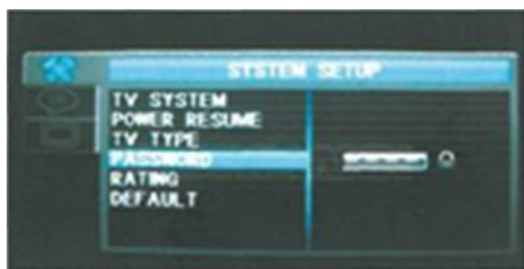 SYSTEM SETUP
TV SYSTEM
POWER RESUME
TV TYPE
PASSWORD
RATING
DEFAULT